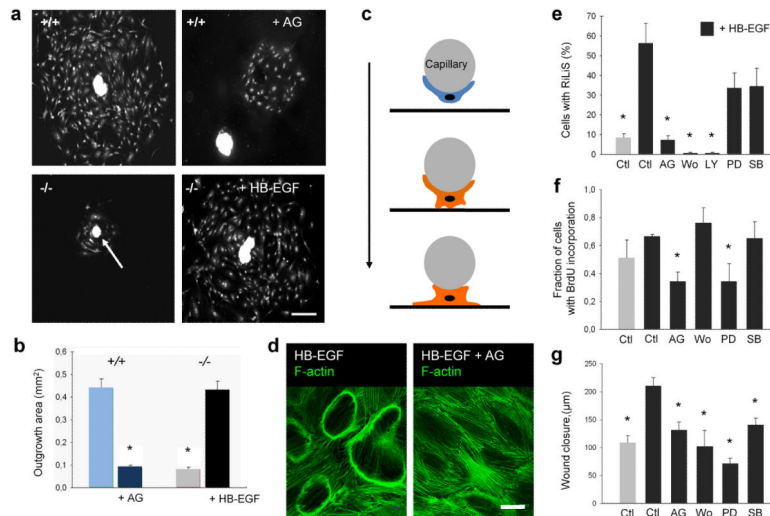 a
+/+
+/+
+ AG
-/-
-/-
+ HB-EGF
b
+/+
-/-
Outgrowth area (mm²)
0,6
0,5
0,4
0,3
0,2
0,1
0,0
+ AG
+ HB-EGF
c
Capillary
d
HB-EGF
F-actin
HB-EGF + AG
F-actin
e
+ HB-EGF
Cells with RiLiS (%)
70
60
50
40
30
20
10
0
Ctl Ctl AG Wo LY PD SB
f
Fraction of cells
with BrdU incorporation
1,0
0,8
0,6
0,4
0,2
0,0
Ctl Ctl AG Wo PD SB
g
Wound closure,(µm)
250
200
150
100
50
0
Ctl Ctl AG Wo PD SB